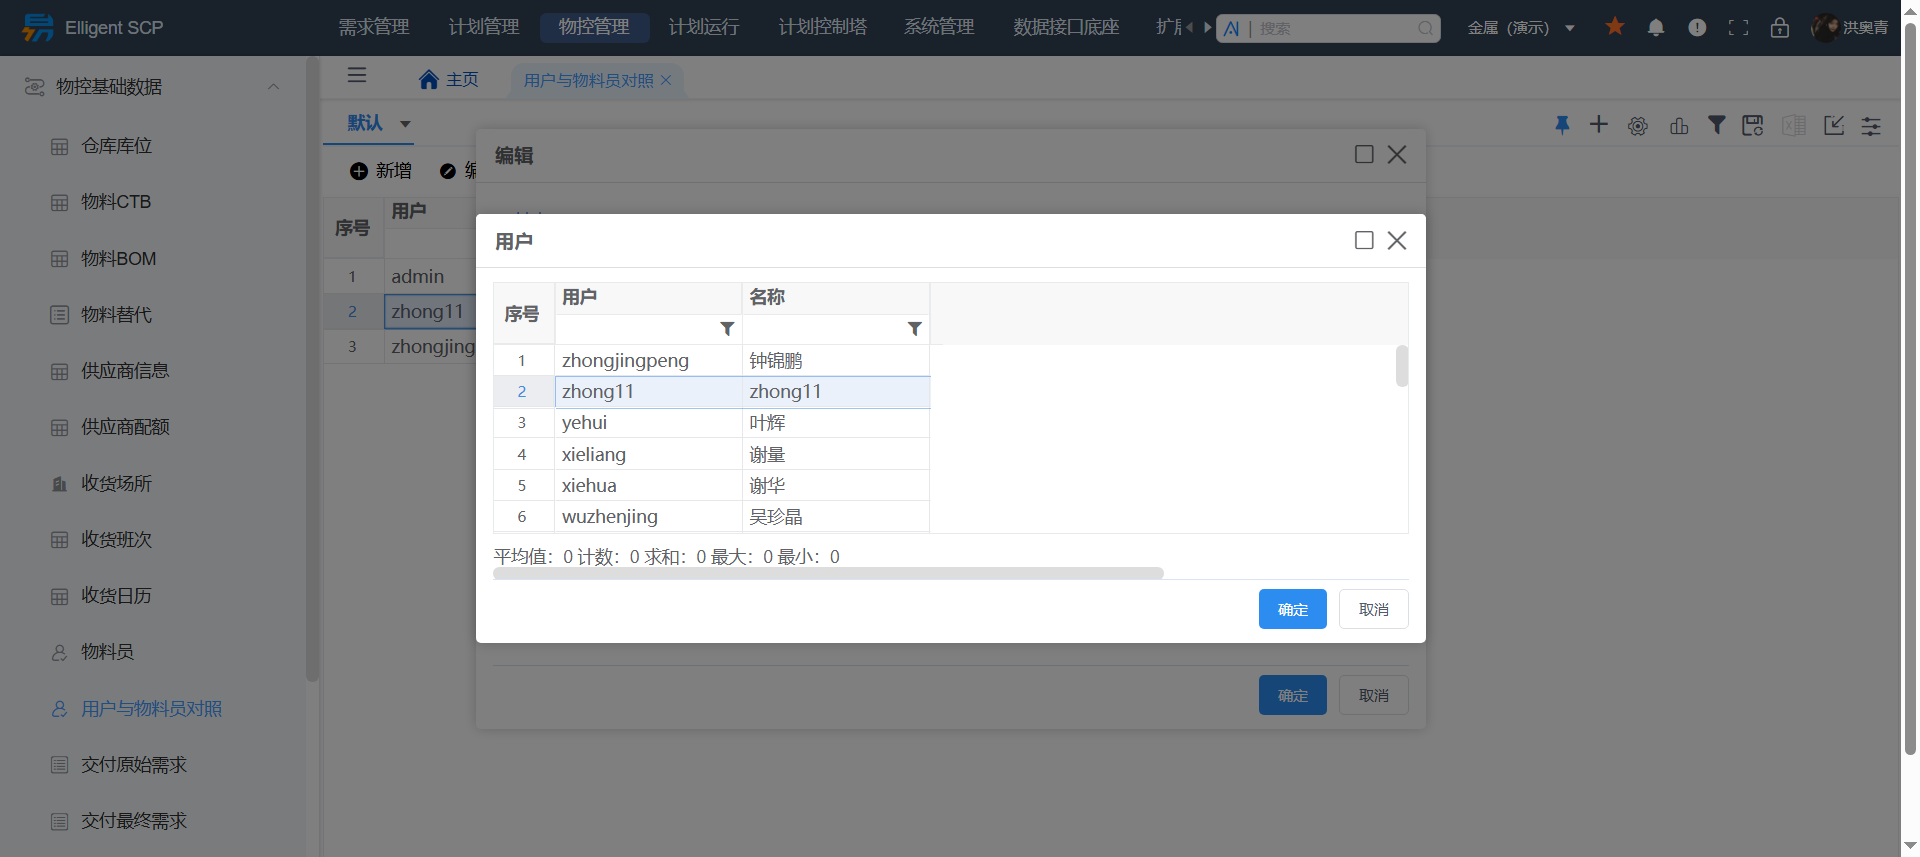 Elligent SCP
需求管理
计划管理
物控管理
计划运行
计划控制塔
系统管理
数据接口底座
AI | 搜索
金属 (演示)
洪奥青
物控基础数据
仓库库位
物料CTB
物料BOM
物料替代
供应商信息
供应商配额
收货场所
收货班次
收货日历
物料员
用户与物料员对照
交付原始需求
交付最终需求
主页
用户与物料员对照
默认
新增
序号 用户
1 admin
2 zhong11
3 zhongjing
编辑
用户
序号 用户 名称
1 zhongjingpeng 钟锦鹏
2 zhong11 zhong11
3 yehui 叶辉
4 xieliang 谢量
5 xiehua 谢华
6 wuzhenjing 吴珍晶
平均值：0 计数：0 求和：0 最大：0 最小：0
确定 取消
确定 取消